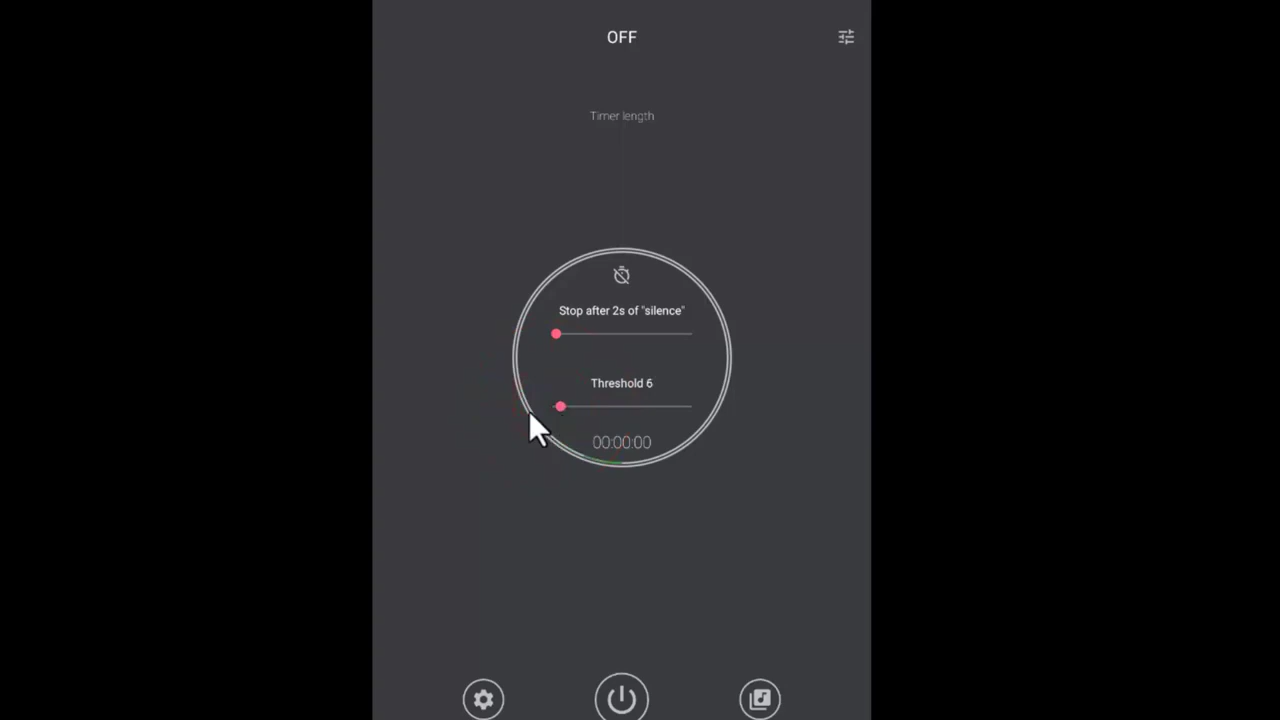 OFF
Timer length
Stop after 2s of "silence"
Threshold 6
00:00:00